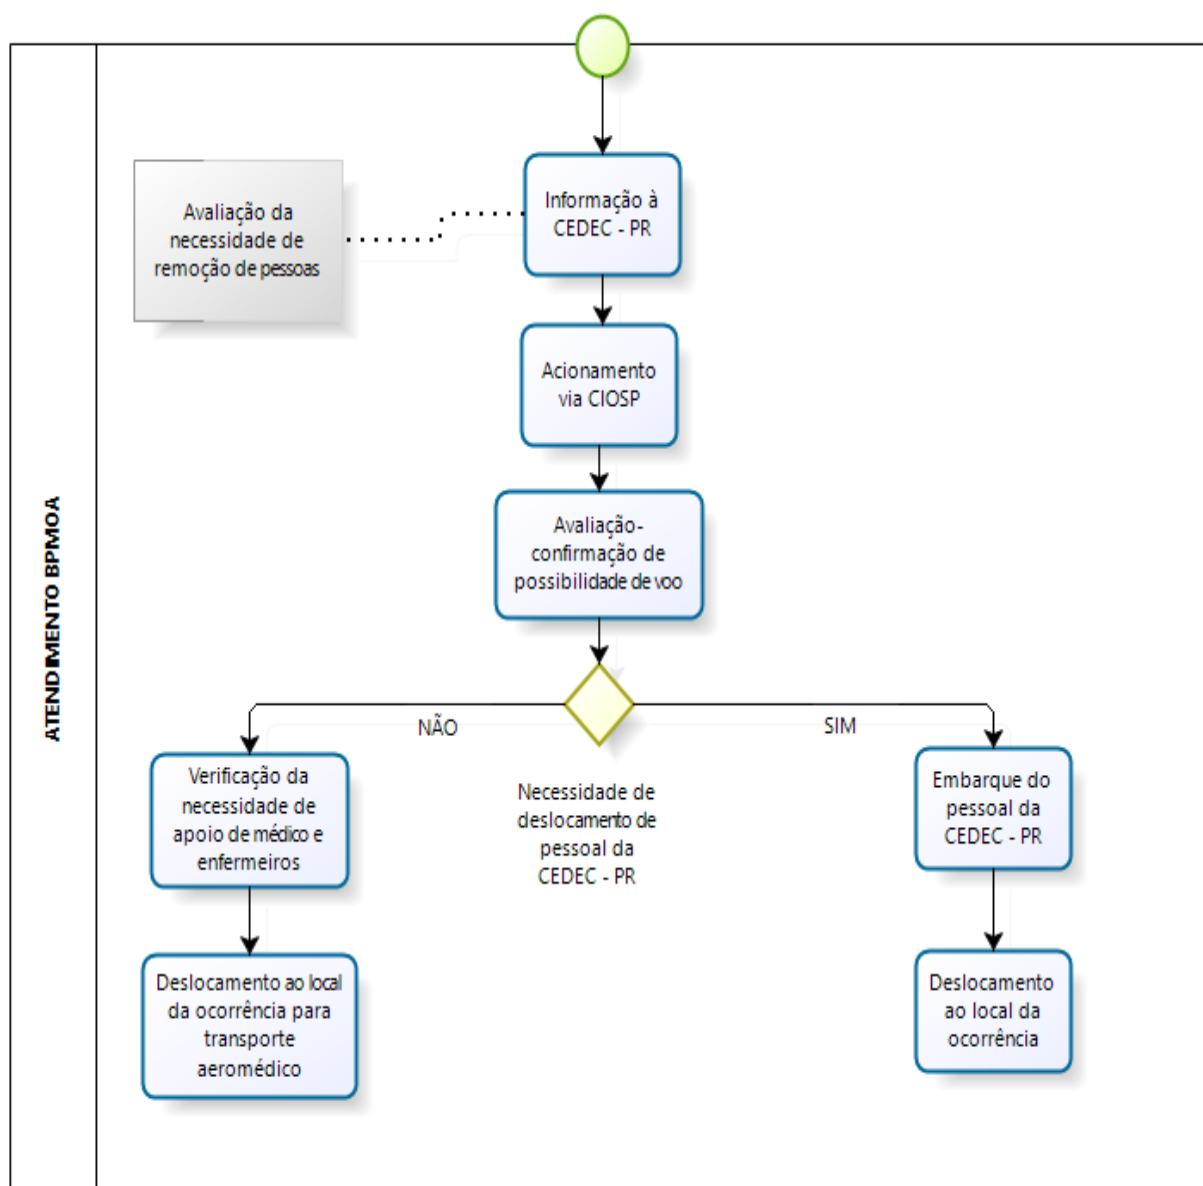 ATENDIMENTO BPMOA
Informação à
CEDEC - PR
Avaliação da
necessidade de
remoção de pessoas
Acionamento
via CIOSP
Avaliação-
confirmação de
possibilidade de voo
NÃO
SIM
Necessidade de
deslocamento de
pessoal da
CEDEC - PR
Verificação da
necessidade de
apoio de médico e
enfermeiros
Embarque do
pessoal da
CEDEC - PR
Deslocamento ao local
da ocorrência para
transporte
aeromédico
Deslocamento
ao local da
ocorrência